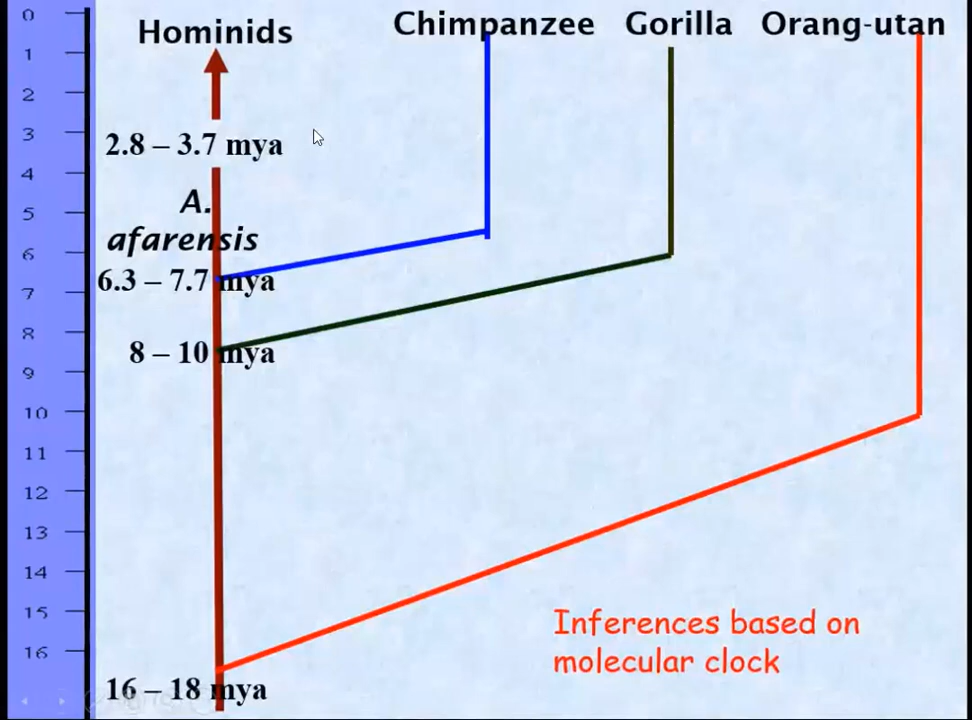 Hominids Chimpanzee Gorilla Orang-utan
0
1
2
3
2.8 – 3.7 mya
4
A.
5
afarensis
6
6.3 – 7.7 mya
7
8
8 – 10 mya
9
10
11
12
13
14
15
Inferences based on
16
molecular clock
16 – 18 mya